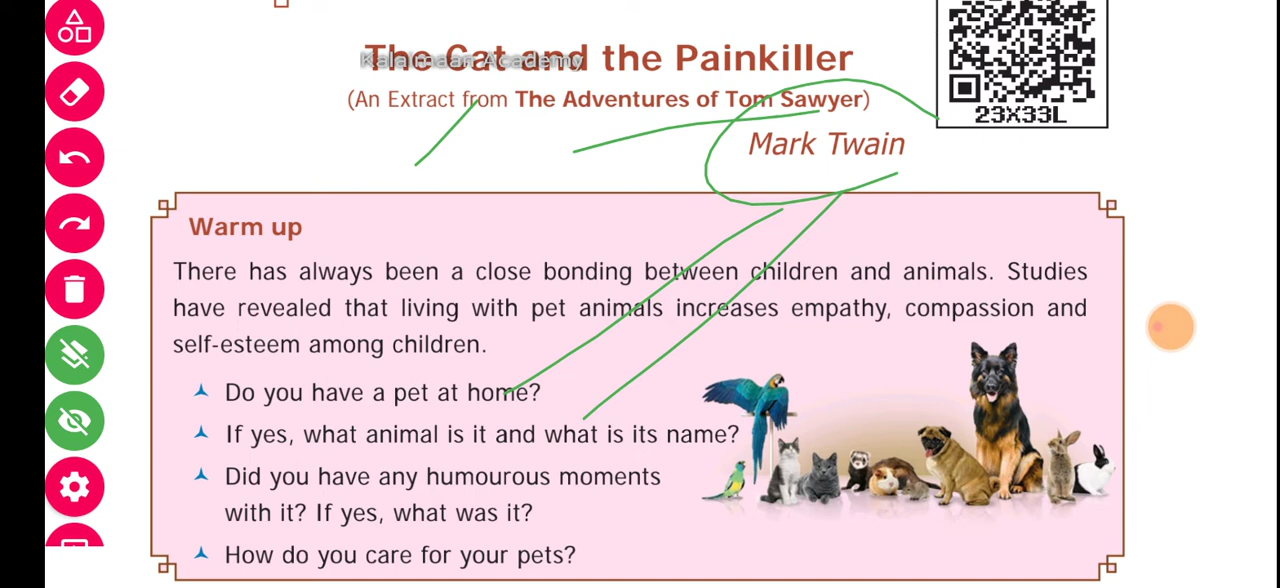 The Cat and the Painkiller
Kalaimaan Academy
(An Extract from The Adventures of Tom Sawyer)
23X33L
Mark Twain
Warm up
There has always been a close bonding between children and animals. Studies
have revealed that living with pet animals increases empathy, compassion and
self-esteem among children.
Do you have a pet at home?
If yes, what animal is it and what is its name?
Did you have any humourous moments
with it? If yes, what was it?
How do you care for your pets?